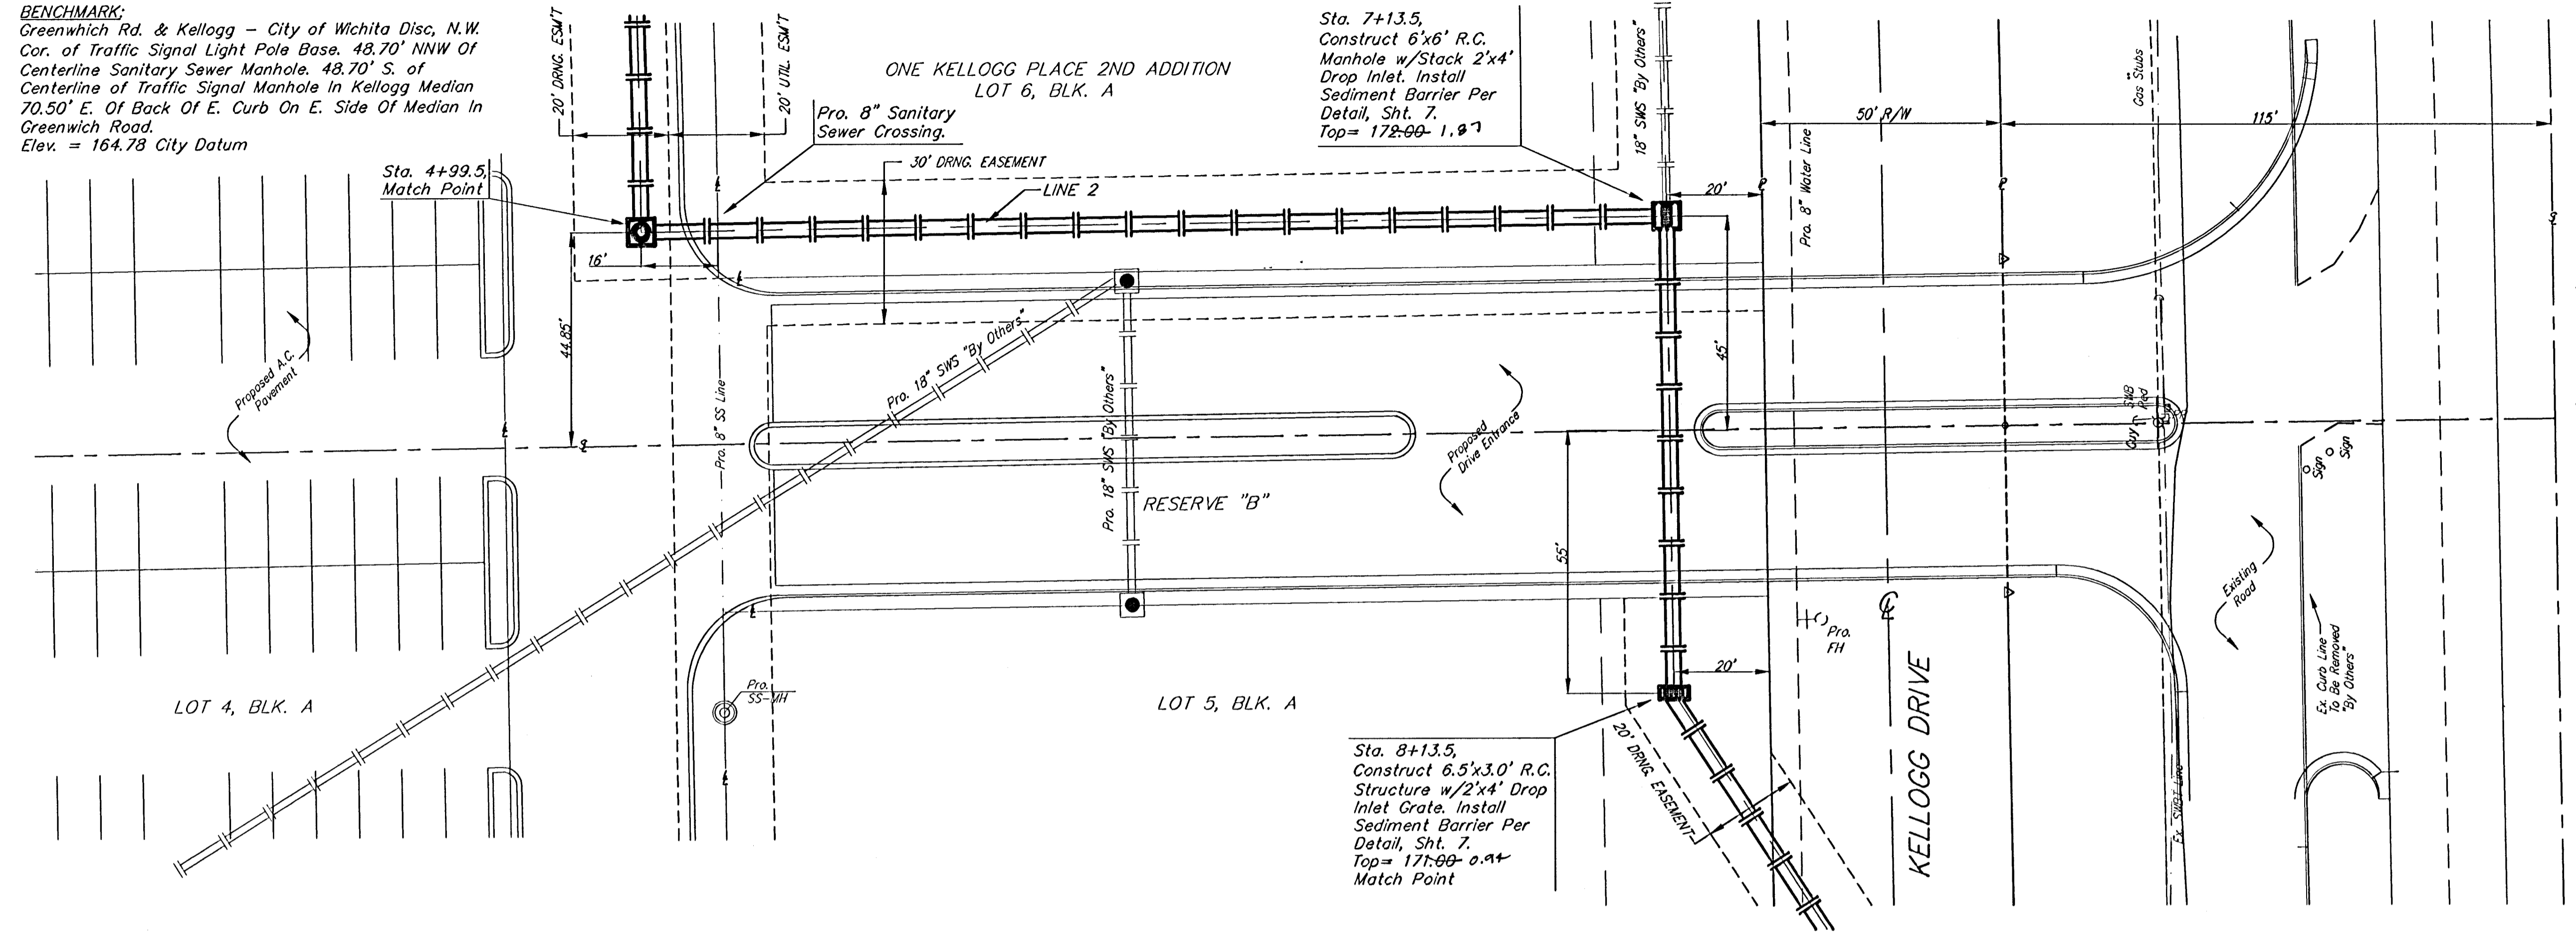 BENCHMARK:
Greenwhich Rd. & Kellogg – City of Wichita Disc, N.W.
Cor. of Traffic Signal Light Pole Base. 48.70' NNW Of
Centerline Sanitary Sewer Manhole. 48.70' S. of
Centerline of Traffic Signal Manhole In Kellogg Median
70.50' E. Of Back Of E. Curb On E. Side Of Median In
Greenwich Road.
Elev. = 164.78 City Datum
Sta. 4+99.5,
Match Point
20' DRNG. ESM'T
20' UTIL. ESM'T
Pro. 8" Sanitary
Sewer Crossing.
ONE KELLOGG PLACE 2ND ADDITION
LOT 6, BLK. A
30' DRNG. EASEMENT
LINE 2
Sta. 7+13.5,
Construct 6'x6' R.C.
Manhole w/Stack 2'x4'
Drop Inlet. Install
Sediment Barrier Per
Detail, Sht. 7.
Top= 172.00 1.87
18" SWS "By Others"
20'
50' R/W
115'
Pro. 8" Water Line
Gas Stubs
16'
44.85'
45'
Proposed A.C.
Pavement
Pro. 8" SS Line
Pro. 18" SWS "By Others"
Pro. 18" SWS "By Others"
RESERVE "B"
Proposed
Drive Entrance
55'
Guy
SWB
Ped
Sign
Sign
Existing
Road
Ex. Curb Line
To Be Removed
"By Others"
Pro.
FH
20'
LOT 4, BLK. A
Pro.
SS-MH
LOT 5, BLK. A
Sta. 8+13.5,
Construct 6.5'x3.0' R.C.
Structure w/2'x4' Drop
Inlet Grate. Install
Sediment Barrier Per
Detail, Sht. 7.
Top= 171.00 0.94
Match Point
20' DRNG. EASEMENT
KELLOGG DRIVE
Ex. SWBT Line